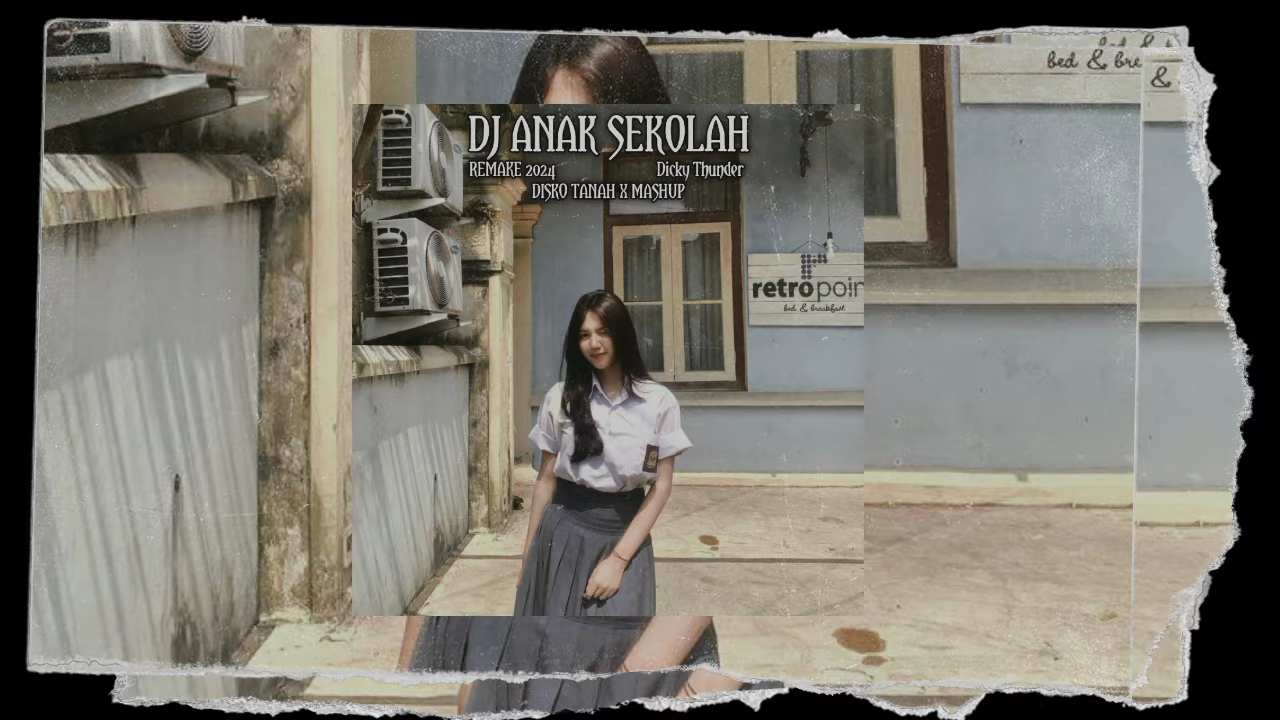 bed & bre
&
DJ ANAK SEKOLAH
REMAKE 2024 Dicky Thunder
DISKO TANAH X MASHUP
retropoin
bed & breakfast